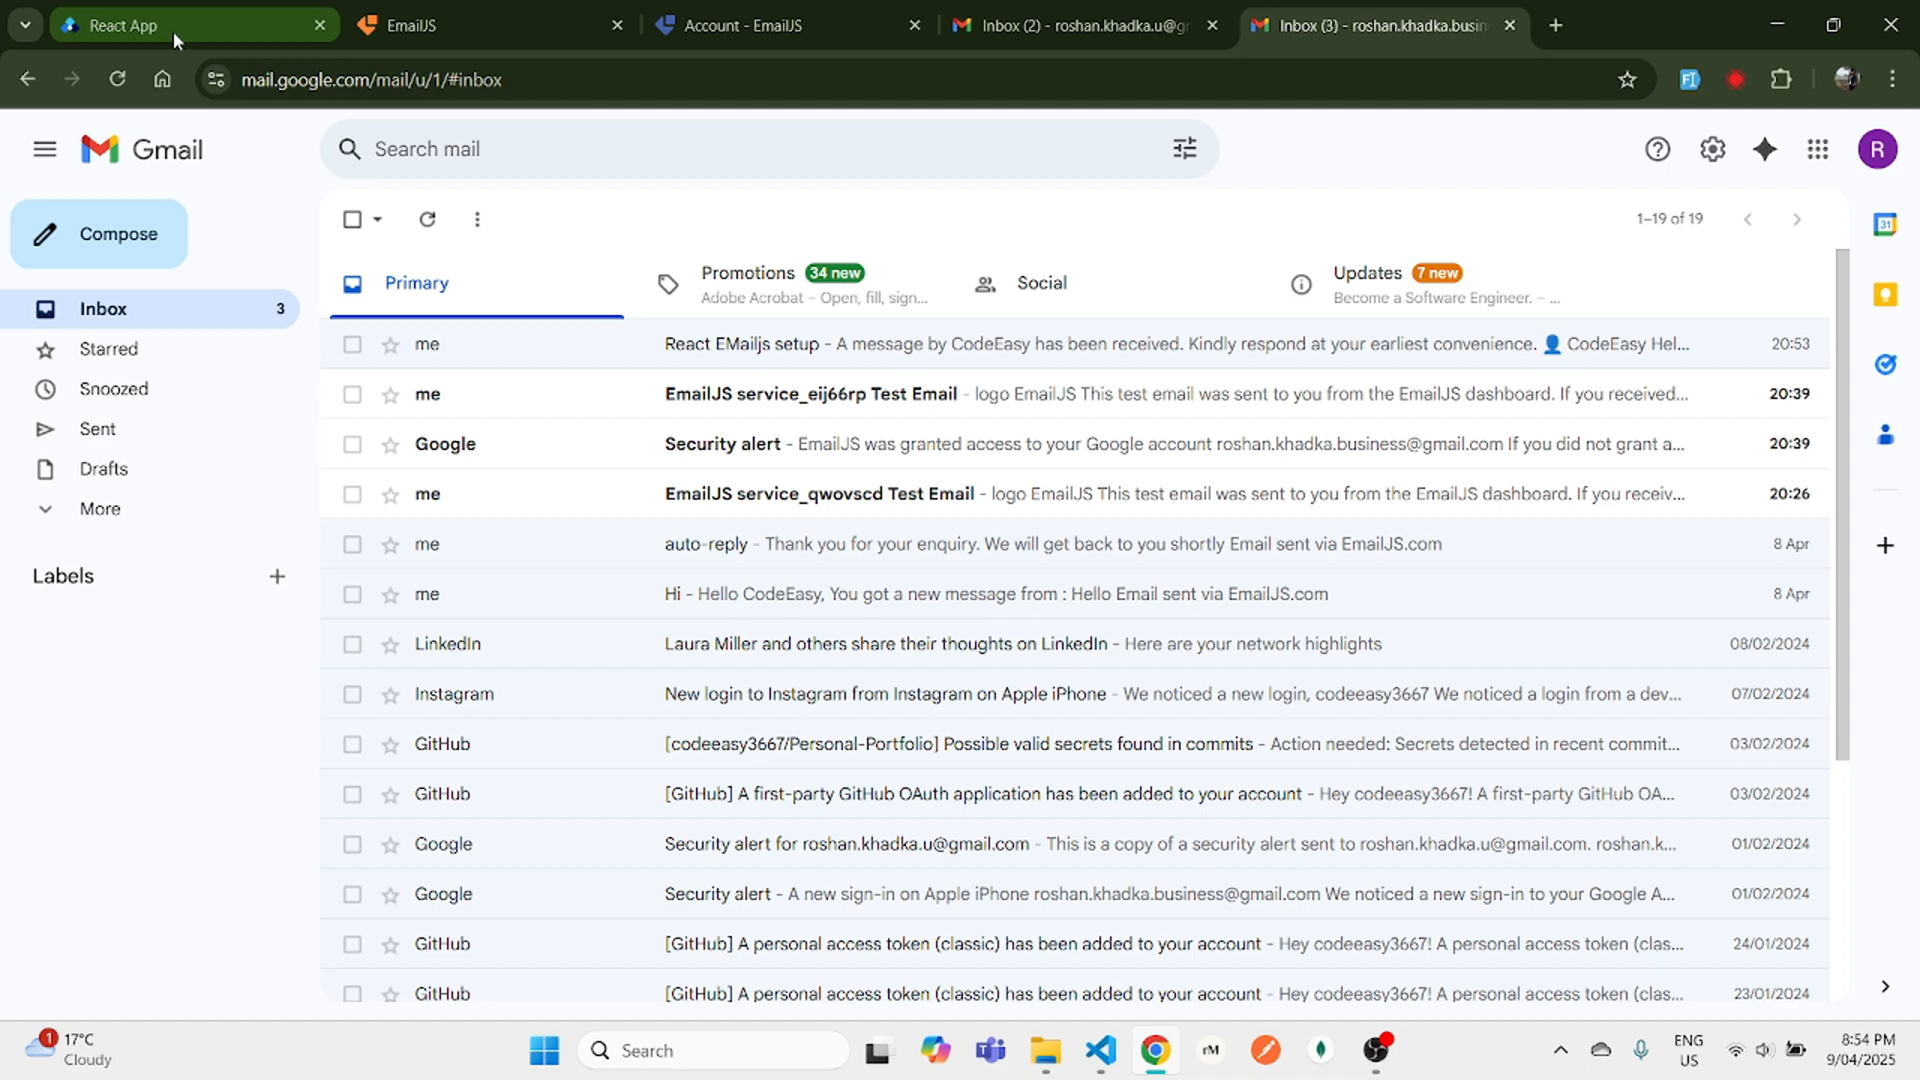 React App
EmailJS
Account - EmailJS
Inbox (2) - roshan.khadka.u@gr
Inbox (3) - roshan.khadka.busin
mail.google.com/mail/u/1/#inbox
Gmail
Search mail
R
Compose
Inbox 3
Starred
Snoozed
Sent
Drafts
More
Labels
1–19 of 19
Primary
Promotions 34 new
Adobe Acrobat – Open, fill, sign...
Social
Updates 7 new
Become a Software Engineer. – ...
me React EMailjs setup - A message by CodeEasy has been received. Kindly respond at your earliest convenience. 👤 CodeEasy Hel... 20:53
me EmailJS service_eij66rp Test Email - logo EmailJS This test email was sent to you from the EmailJS dashboard. If you received... 20:39
Google Security alert - EmailJS was granted access to your Google account roshan.khadka.business@gmail.com If you did not grant a... 20:39
me EmailJS service_qwovscd Test Email - logo EmailJS This test email was sent to you from the EmailJS dashboard. If you receiv... 20:26
me auto-reply - Thank you for your enquiry. We will get back to you shortly Email sent via EmailJS.com 8 Apr
me Hi - Hello CodeEasy, You got a new message from : Hello Email sent via EmailJS.com 8 Apr
LinkedIn Laura Miller and others share their thoughts on LinkedIn - Here are your network highlights 08/02/2024
Instagram New login to Instagram from Instagram on Apple iPhone - We noticed a new login, codeeasy3667 We noticed a login from a dev... 07/02/2024
GitHub [codeeasy3667/Personal-Portfolio] Possible valid secrets found in commits - Action needed: Secrets detected in recent commit... 03/02/2024
GitHub [GitHub] A first-party GitHub OAuth application has been added to your account - Hey codeeasy3667! A first-party GitHub OA... 03/02/2024
Google Security alert for roshan.khadka.u@gmail.com - This is a copy of a security alert sent to roshan.khadka.u@gmail.com. roshan.k... 01/02/2024
Google Security alert - A new sign-in on Apple iPhone roshan.khadka.business@gmail.com We noticed a new sign-in to your Google A... 01/02/2024
GitHub [GitHub] A personal access token (classic) has been added to your account - Hey codeeasy3667! A personal access token (clas... 24/01/2024
GitHub [GitHub] A personal access token (classic) has been added to your account - Hey codeeasy3667! A personal access token (clas... 23/01/2024
31
1
17°C
Cloudy
Search
rM
ENG
US
8:54 PM
9/04/2025